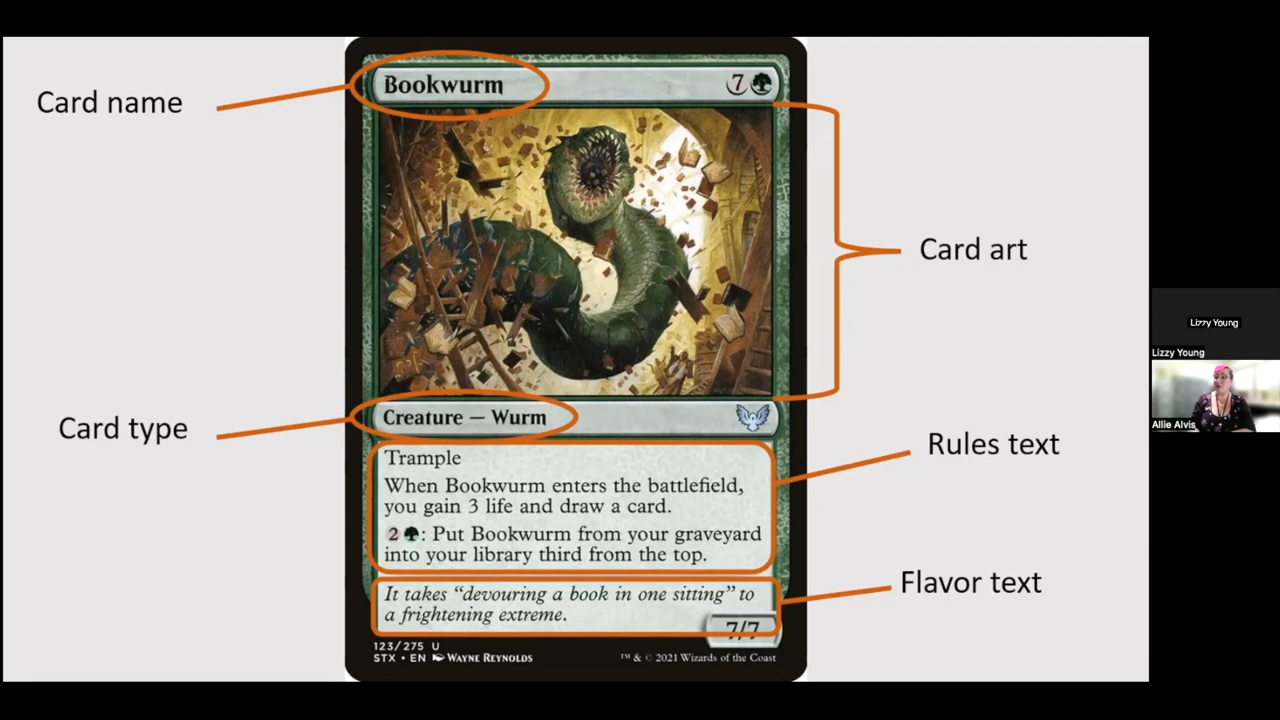 Card name
Bookwurm
7
Card art
Card type
Creature — Wurm
Trample
When Bookwurm enters the battlefield,
you gain 3 life and draw a card.
2 : Put Bookwurm from your graveyard
into your library third from the top.
Rules text
It takes “devouring a book in one sitting” to
a frightening extreme.
Flavor text
7/7
123/275 U
STX • EN WAYNE REYNOLDS
™ & © 2021 Wizards of the Coast
Lizzy Young
Lizzy Young
Allie Alvis